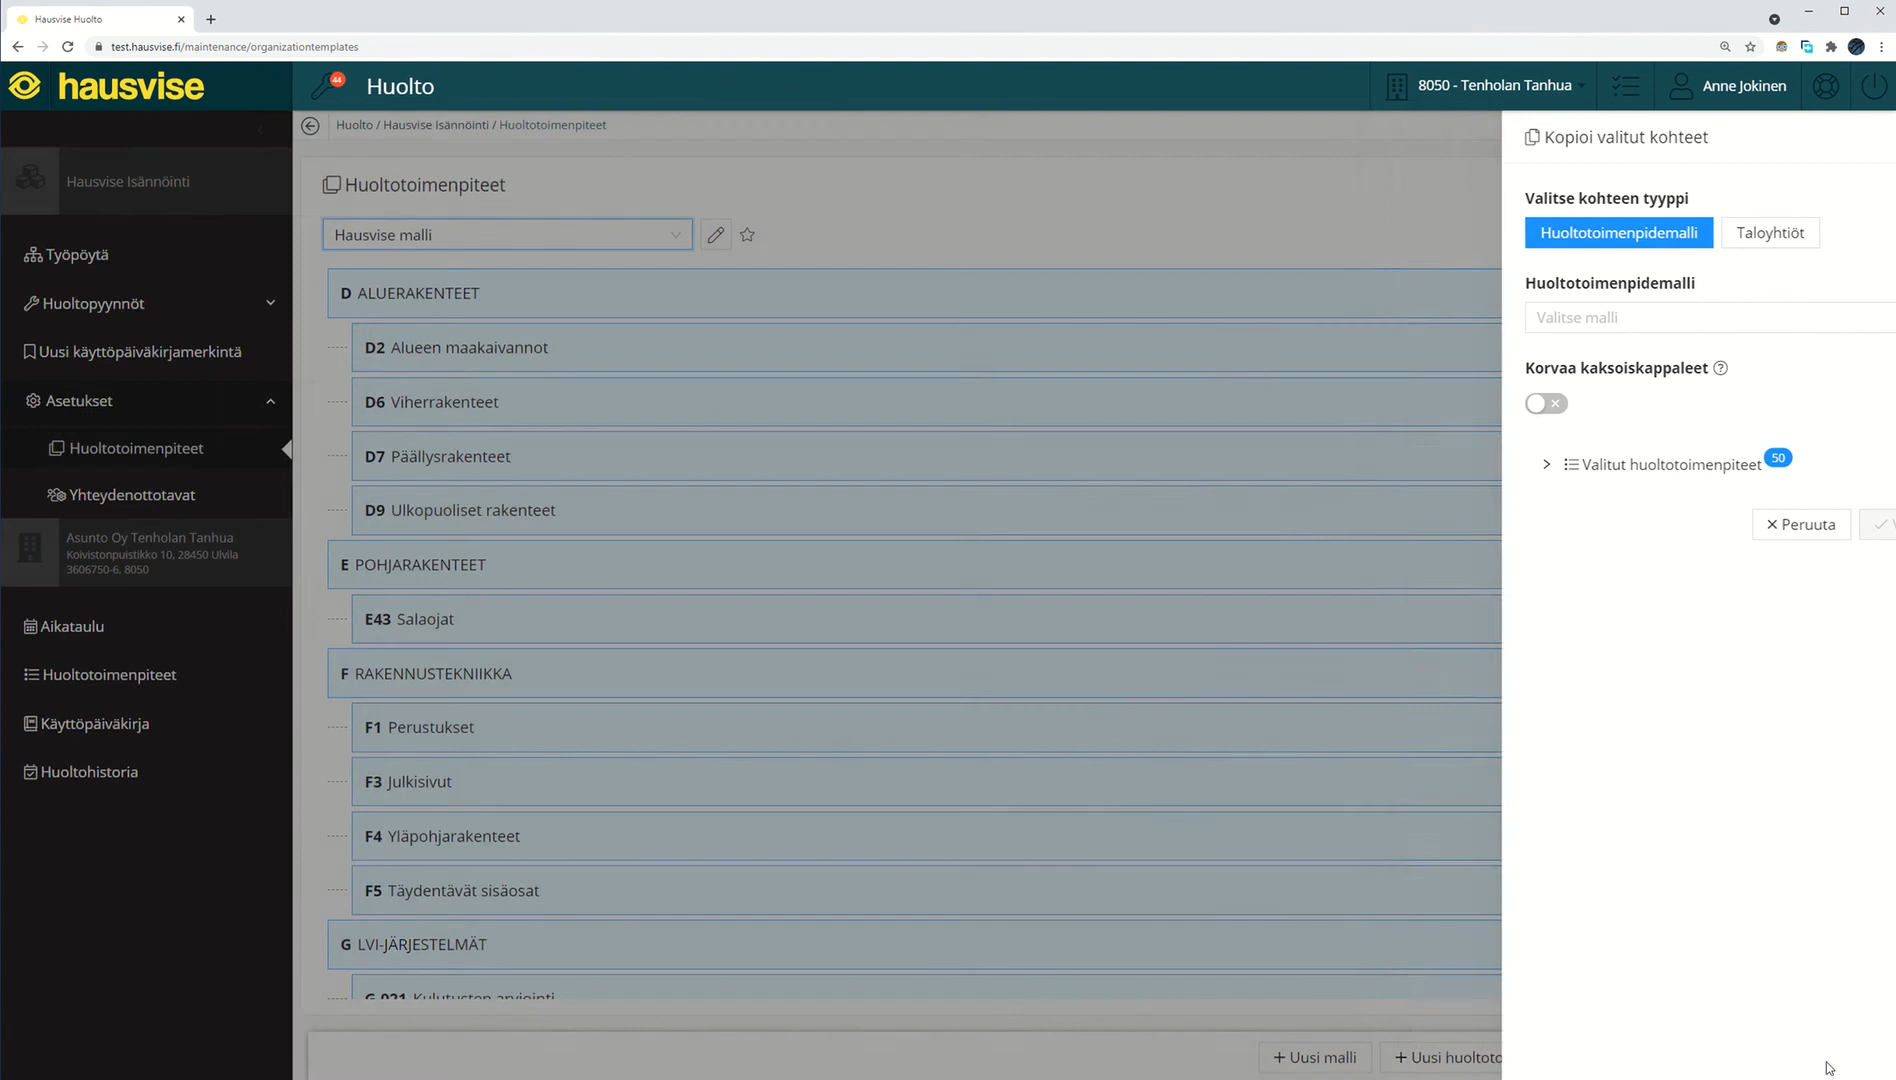 Hausvise Huolto
test.hausvise.fi/maintenance/organizationtemplates
hausvise
44
Huolto
8050 - Tenholan Tanhua
Anne Jokinen
Hausvise Isännöinti
Työpöytä
Huoltopyynnöt
Uusi käyttöpäiväkirjamerkintä
Asetukset
Huoltotoimenpiteet
Yhteydenottotavat
Asunto Oy Tenholan Tanhua
Koivistonpuistikko 10, 28450 Ulvila
3606750-6, 8050
Aikataulu
Huoltotoimenpiteet
Käyttöpäiväkirja
Huoltohistoria
Huolto / Hausvise Isännöinti / Huoltotoimenpiteet
Huoltotoimenpiteet
Hausvise malli
D ALUERAKENTEET
D2 Alueen maakaivannot
D6 Viherrakenteet
D7 Päällysrakenteet
D9 Ulkopuoliset rakenteet
E POHJARAKENTEET
E43 Salaojat
F RAKENNUSTEKNIIKKA
F1 Perustukset
F3 Julkisivut
F4 Yläpohjarakenteet
F5 Täydentävät sisäosat
G LVI-JÄRJESTELMÄT
G 021 Kulutusten arviointi
+ Uusi malli
+ Uusi huoltoto
Kopioi valitut kohteet
Valitse kohteen tyyppi
Huoltotoimenpidemalli
Taloyhtiöt
Huoltotoimenpidemalli
Valitse malli
Korvaa kaksoiskappaleet
Valitut huoltotoimenpiteet 50
Peruuta